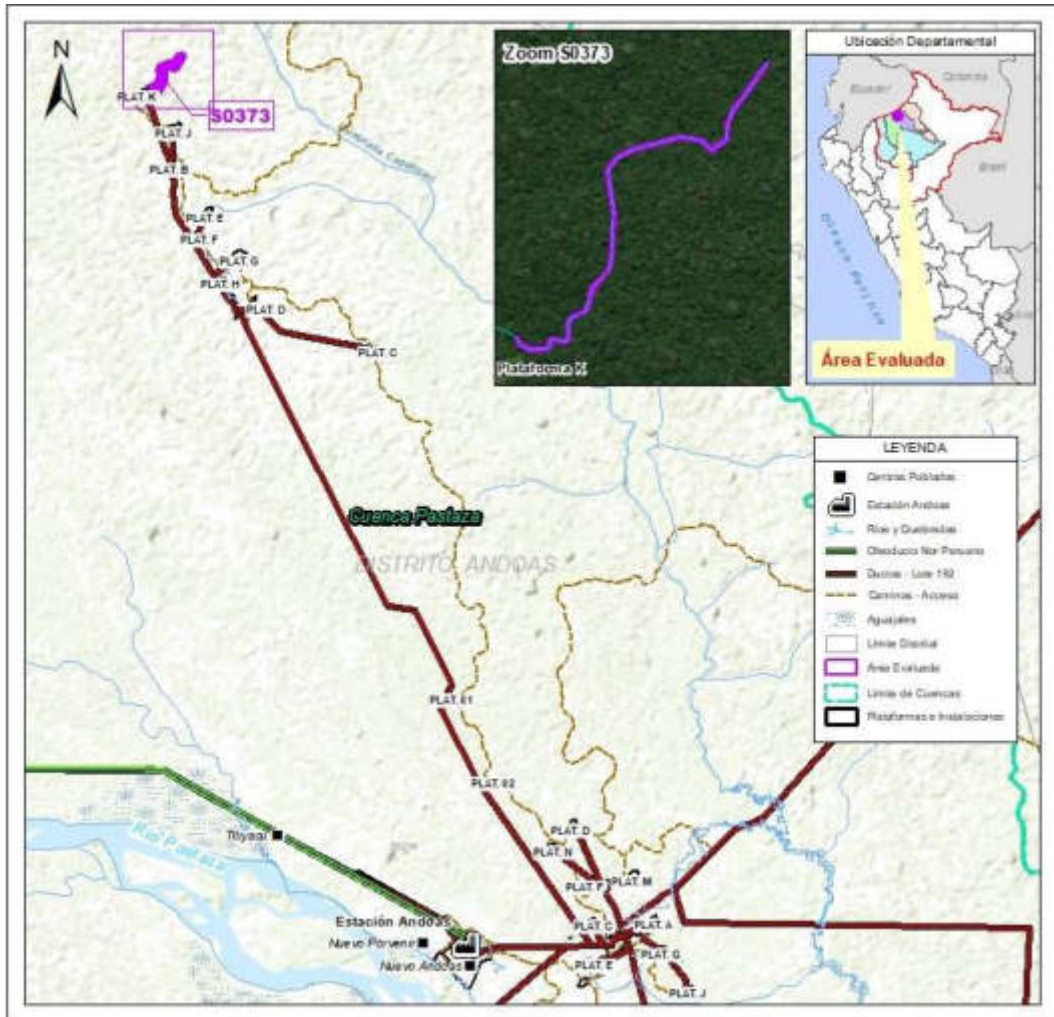 N
PLAT. K
S0373
PLAT. J
PLAT. B
PLAT. E
PLAT. F
PLAT. G
PLAT. H
PLAT. D
PLAT. C
Cuenca Pastaza
DISTRITO ANDOAS
PLAT. 01
PLAT. 02
Río Pastaza
PLAT. D
PLAT. N
PLAT. F
PLAT. M
PLAT. C
PLAT. A
PLAT. G
PLAT. E
PLAT. J
Estación Andoas
Nuevo Porvenir
Nuevo Andoas
Zoom S0373
Plataforma K
Ubicación Departamental
Ecuador
Colombia
Brasil
Océano Pacífico
Área Evaluada
LEYENDA
Centros Poblados
Estación Andoas
Ríos y Quebradas
Oleoducto Nor Peruano
Ductos - Lote 192
Caminos - Acceso
Aguajales
Límite Distrital
Área Evaluada
Límite de Cuencas
Plataformas e Instalaciones